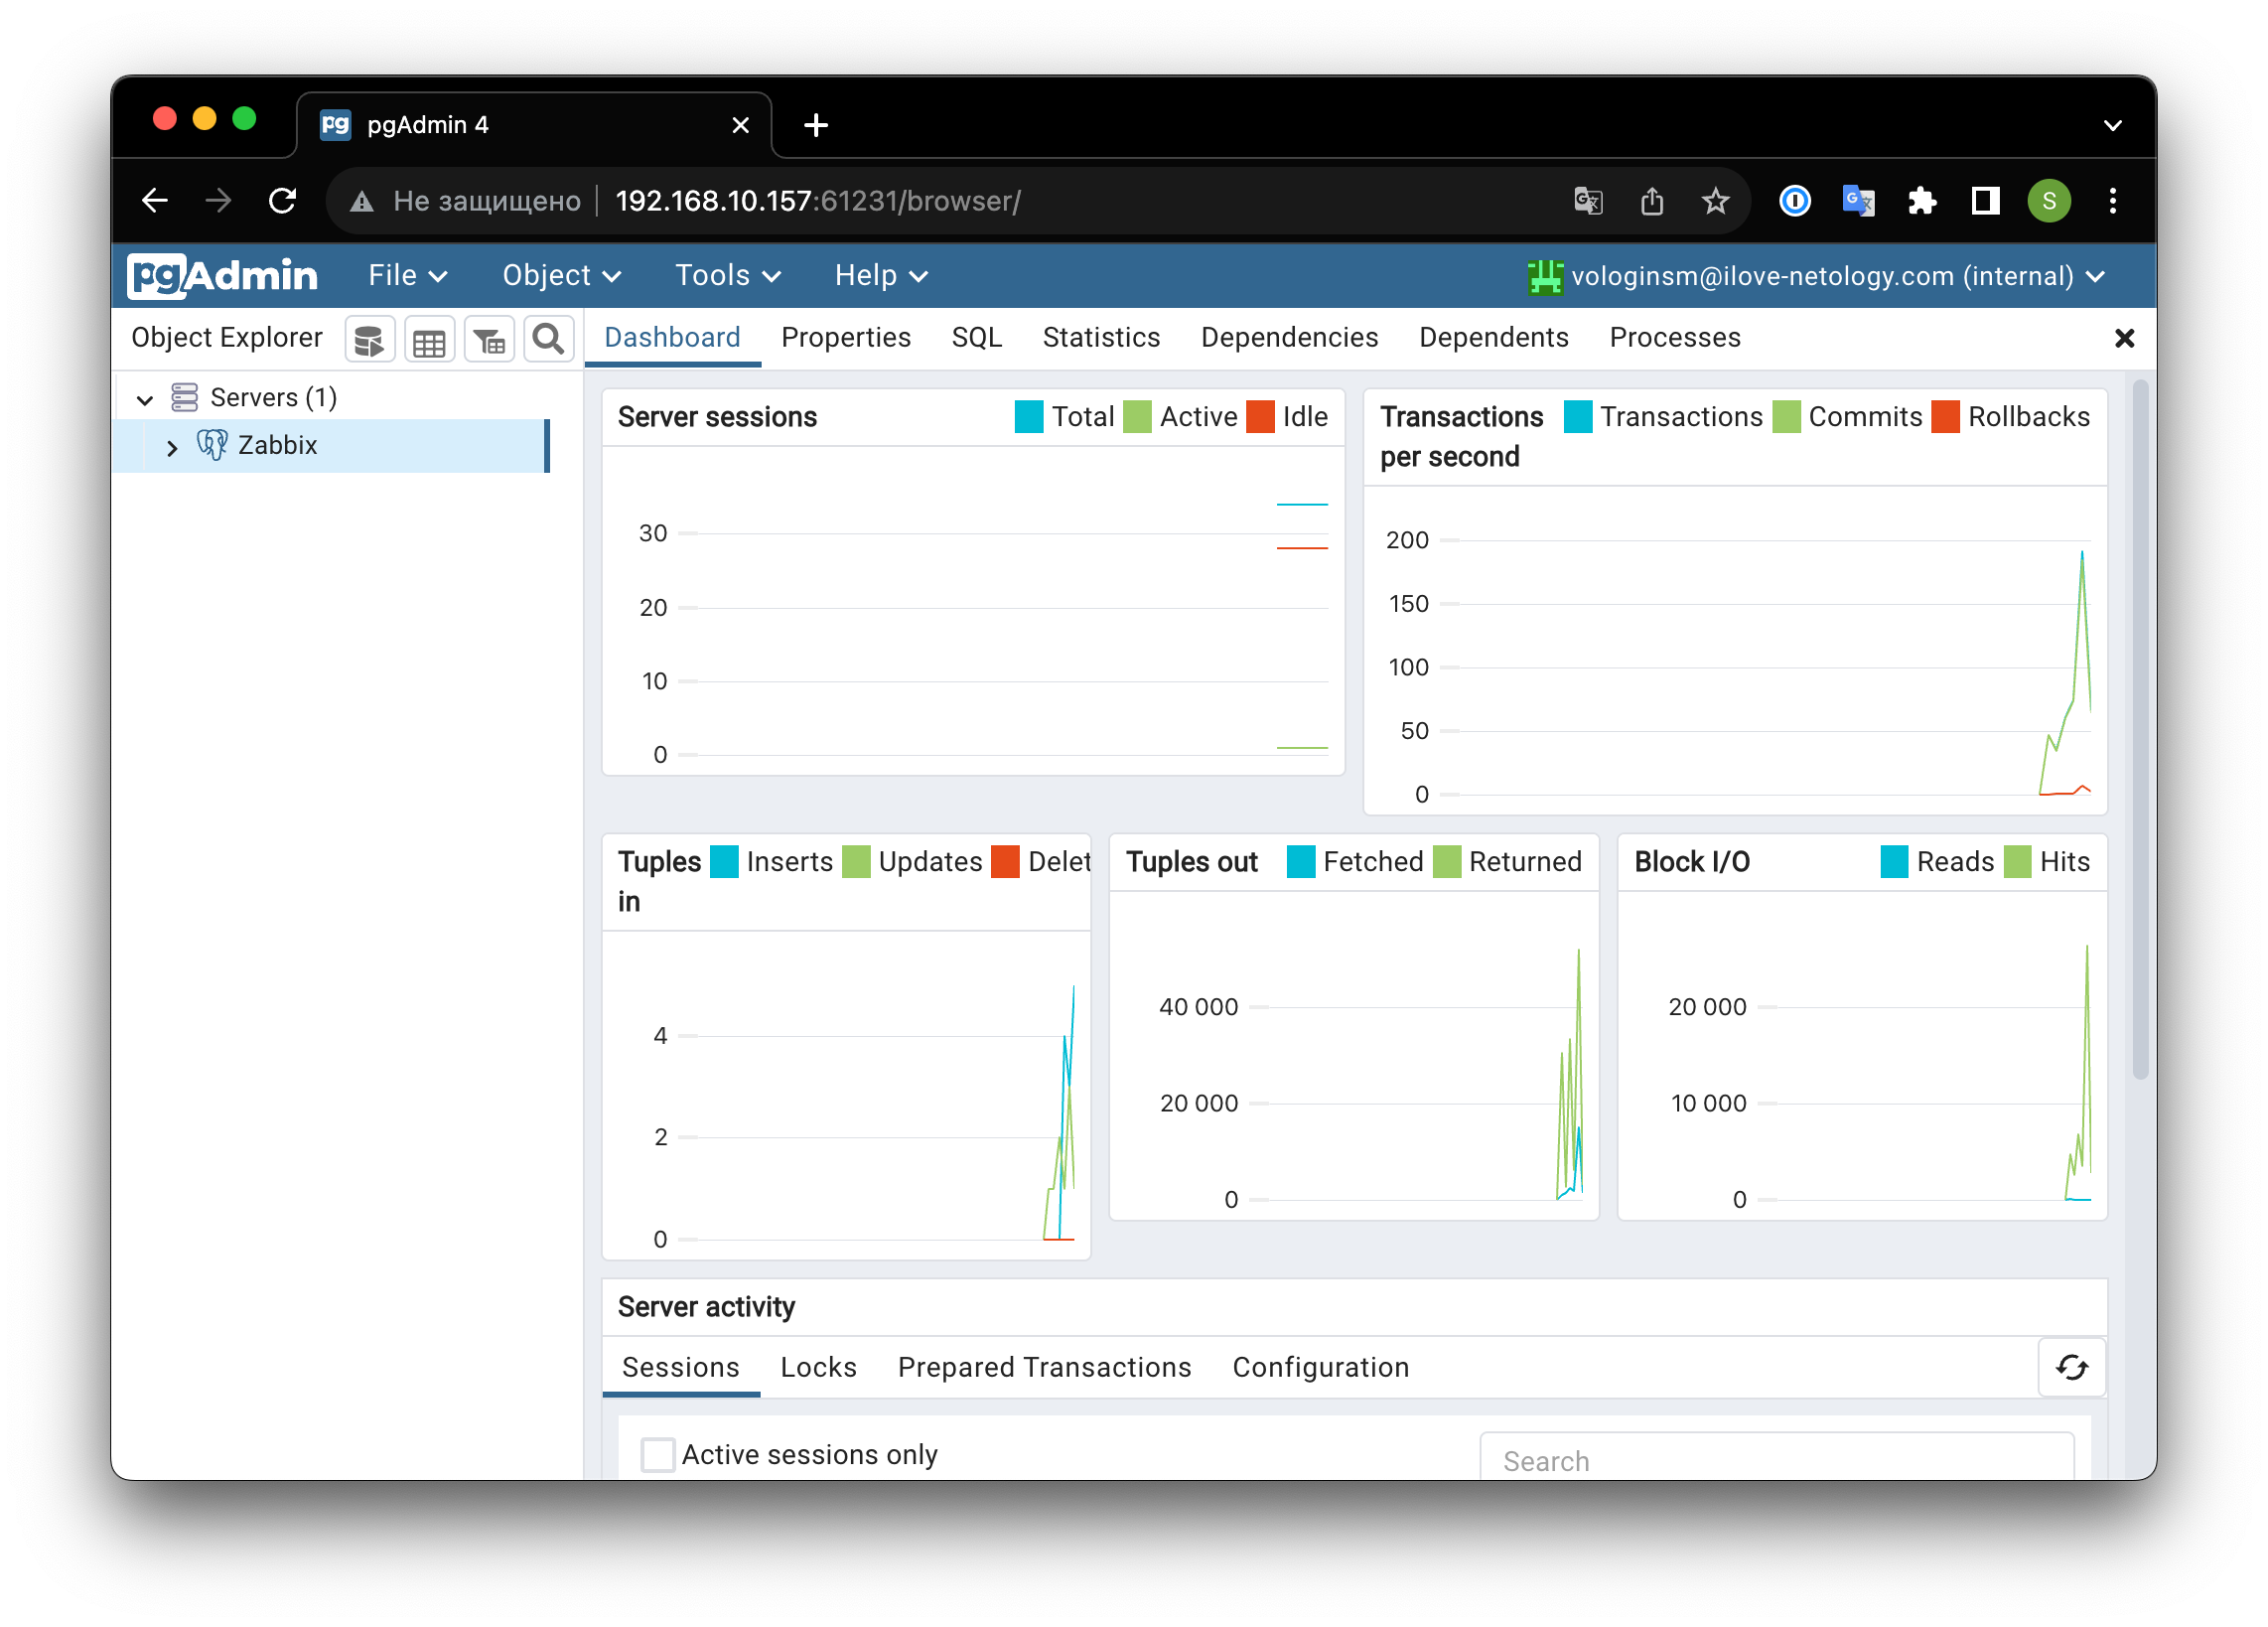 pgAdmin 4
Не защищено 192.168.10.157:61231/browser/
S
pgAdmin File Object Tools Help vologinsm@ilove-netology.com (internal)
Object Explorer Dashboard Properties SQL Statistics Dependencies Dependents Processes
Servers (1)
Zabbix
Server sessions Total Active Idle
30
20
10
0
Transactions per second Transactions Commits Rollbacks
200
150
100
50
0
Tuples in Inserts Updates Delet
4
2
0
Tuples out Fetched Returned
40 000
20 000
0
Block I/O Reads Hits
20 000
10 000
0
Server activity
Sessions Locks Prepared Transactions Configuration
Active sessions only Search